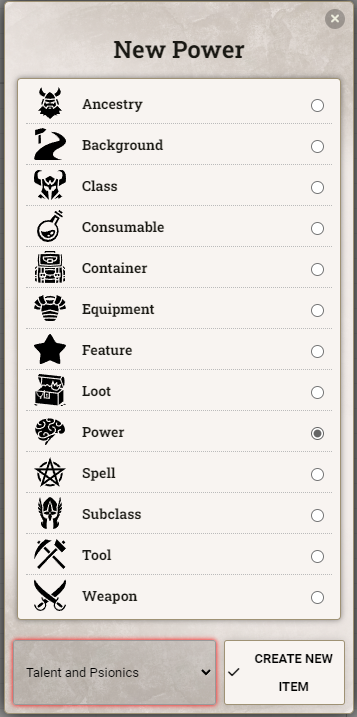 New Power
Ancestry
Background
Class
Consumable
Container
Equipment
Feature
Loot
Power
Spell
Subclass
Tool
Weapon
Talent and Psionics
CREATE NEW
ITEM